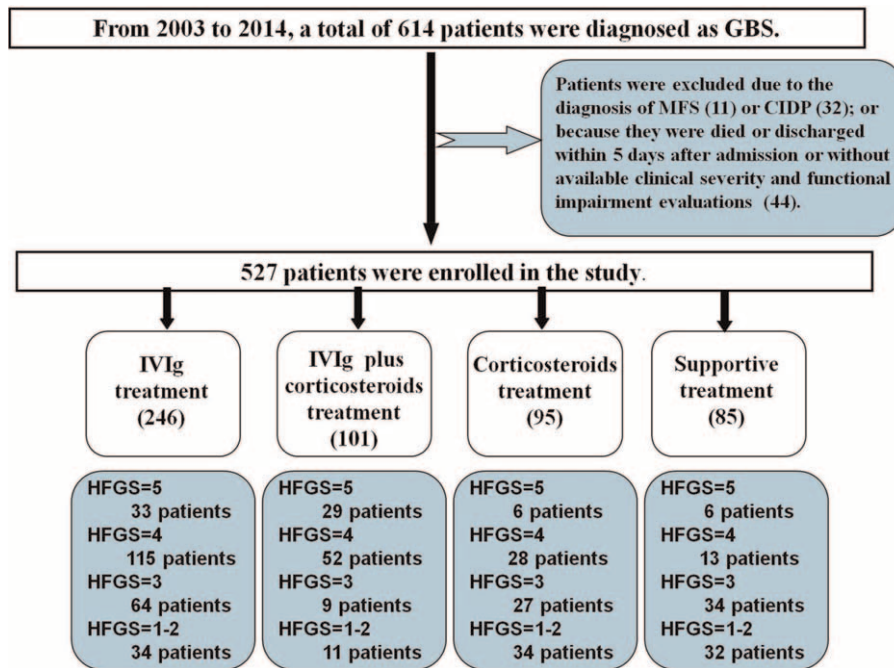 From 2003 to 2014, a total of 614 patients were diagnosed as GBS.
Patients were excluded due to the
diagnosis of MFS (11) or CIDP (32); or
because they were died or discharged
within 5 days after admission or without
available clinical severity and functional
impairment evaluations (44).
527 patients were enrolled in the study.
IVIg
treatment
(246)
IVIg plus
corticosteroids
treatment
(101)
Corticosteroids
treatment
(95)
Supportive
treatment
(85)
HFGS=5
33 patients
HFGS=4
115 patients
HFGS=3
64 patients
HFGS=1-2
34 patients
HFGS=5
29 patients
HFGS=4
52 patients
HFGS=3
9 patients
HFGS=1-2
11 patients
HFGS=5
6 patients
HFGS=4
28 patients
HFGS=3
27 patients
HFGS=1-2
34 patients
HFGS=5
6 patients
HFGS=4
13 patients
HFGS=3
34 patients
HFGS=1-2
32 patients